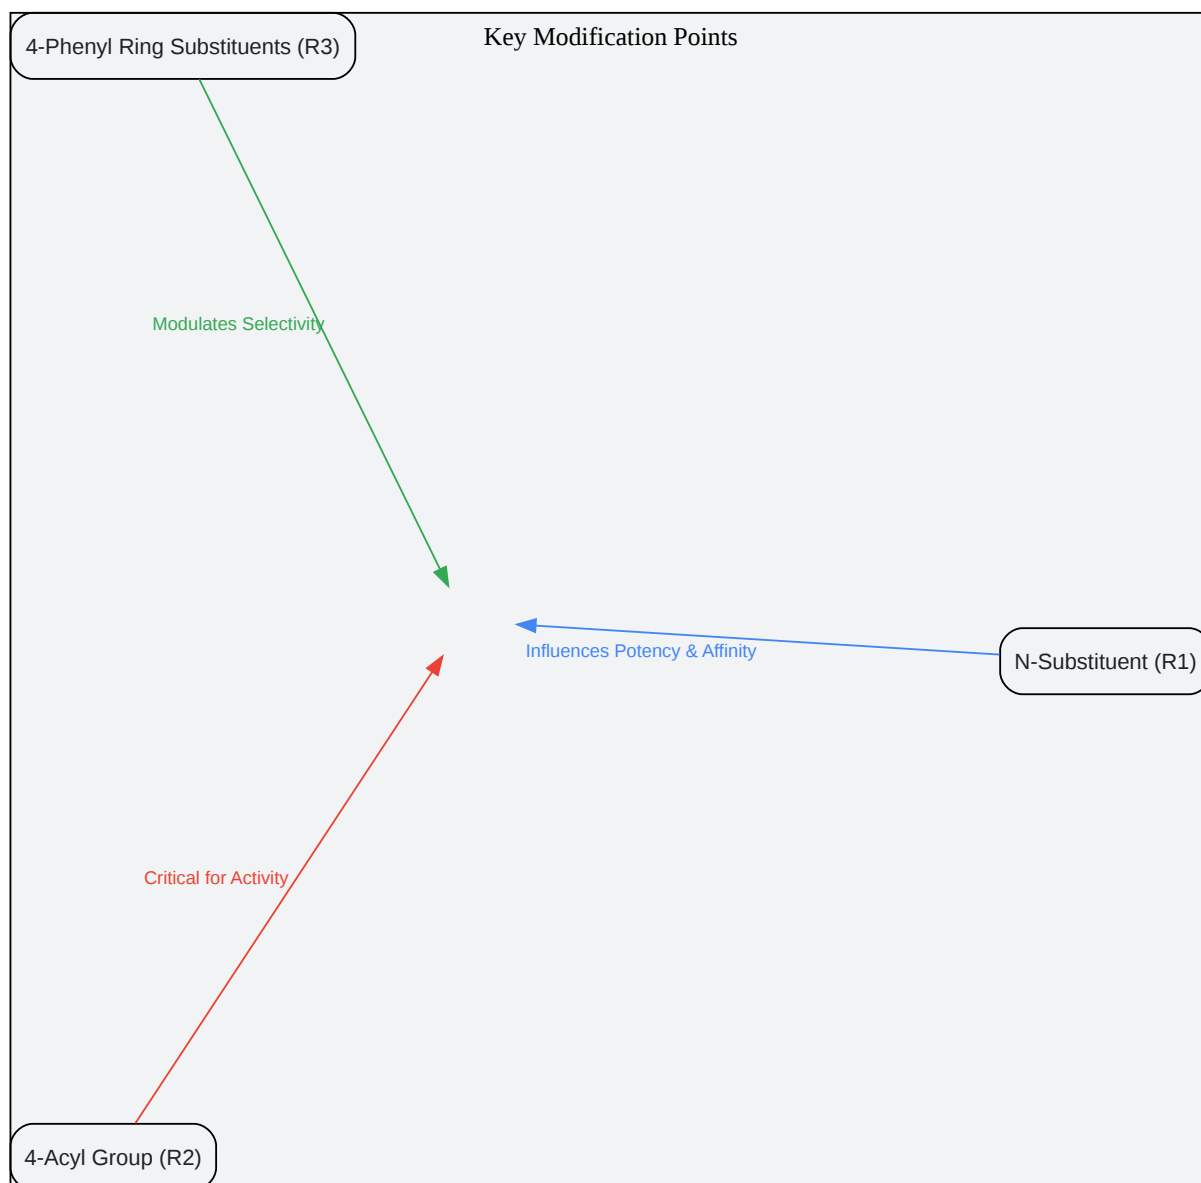 4-Phenyl Ring Substituents (R3)
Key Modification Points
Modulates Selectivity
Influences Potency & Affinity
N-Substituent (R1)
Critical for Activity
4-Acyl Group (R2)